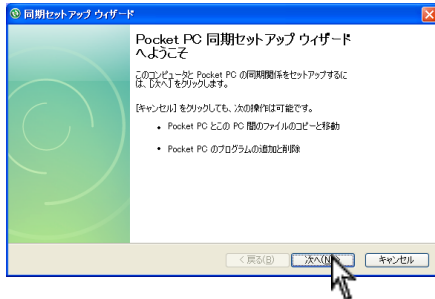 同期セットアップ ウィザード
Pocket PC 同期セットアップ ウィザード
へようこそ
このコンピュータと Pocket PC の同期関係をセットアップするに
は、[次へ] をクリックします。
[キャンセル] をクリックしても、次の操作は可能です。
• Pocket PC とこの PC 間のファイルのコピーと移動
• Pocket PC のプログラムの追加と削除
< 戻る(B) 次へ(N) > キャンセル